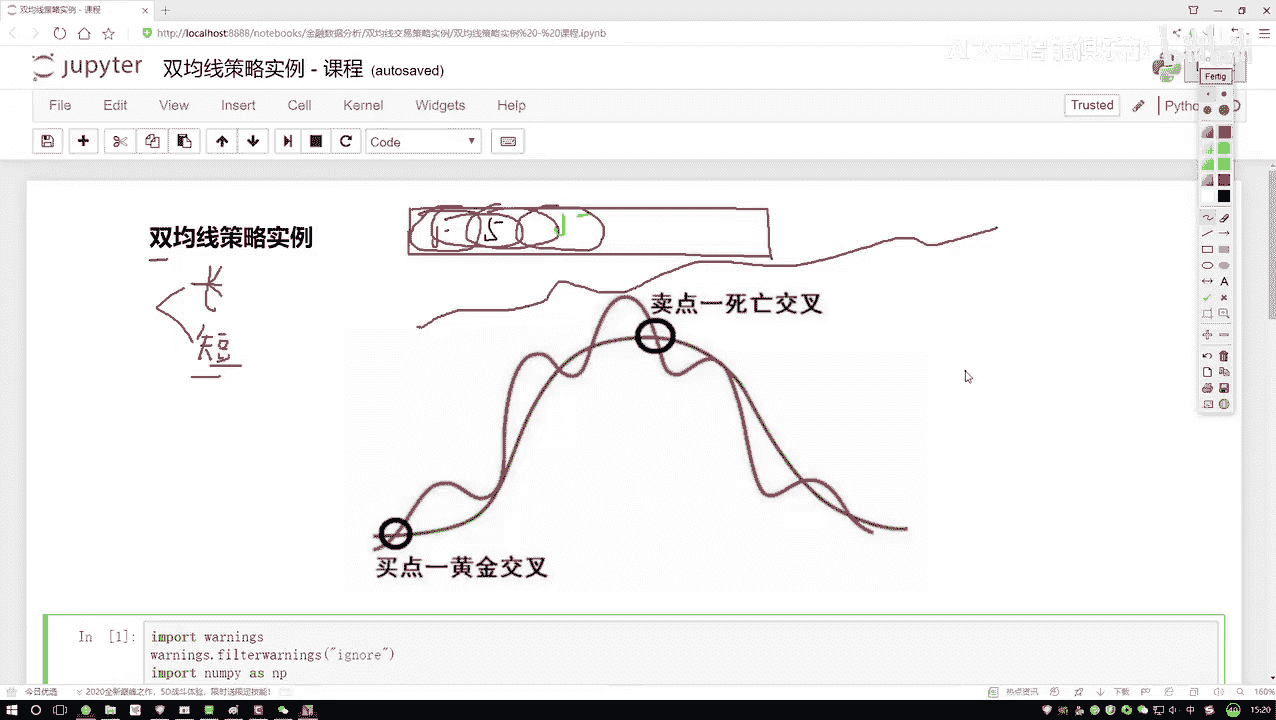 双均线策略实例 - 课程
http://localhost:8888/notebooks/金融数据分析/双均线交易策略实例/双均线策略实例%20-%20课程.ipynb
jupyter 双均线策略实例 - 课程 (autosaved)
Fertig
File Edit View Insert Cell Kernel Widgets Help
Trusted
Code
双均线策略实例
5
长
短
卖点一死亡交叉
买点一黄金交叉
In [1]:
import warnings
warnings.filterwarnings("ignore")
import numpy as np
今日优选
2020全新巅峰之作，5D战斗体验，限时送限定技能！
热点资讯
下载
160%
中
15:20